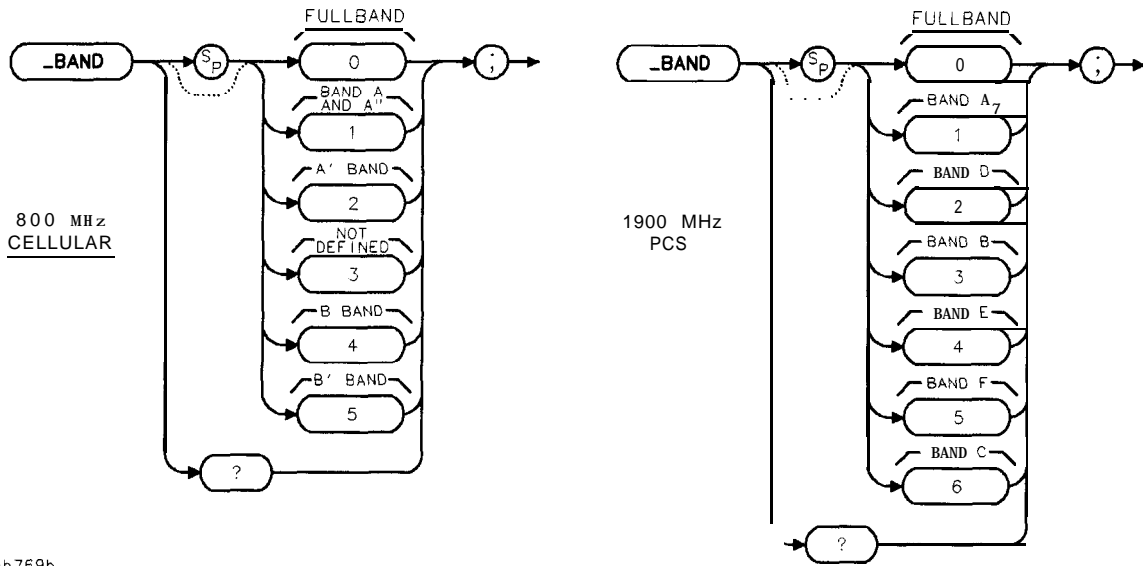 FULLBAND
_BAND
SP
0
;
BAND A
AND A"
1
A' BAND
2
800 MHz
CELLULAR
NOT
DEFINED
3
B BAND
4
B' BAND
5
?
FULLBAND
_BAND
SP
0
;
BAND A7
1
BAND D
2
1900 MHz
PCS
BAND B
3
BAND E
4
BAND F
5
BAND C
6
?